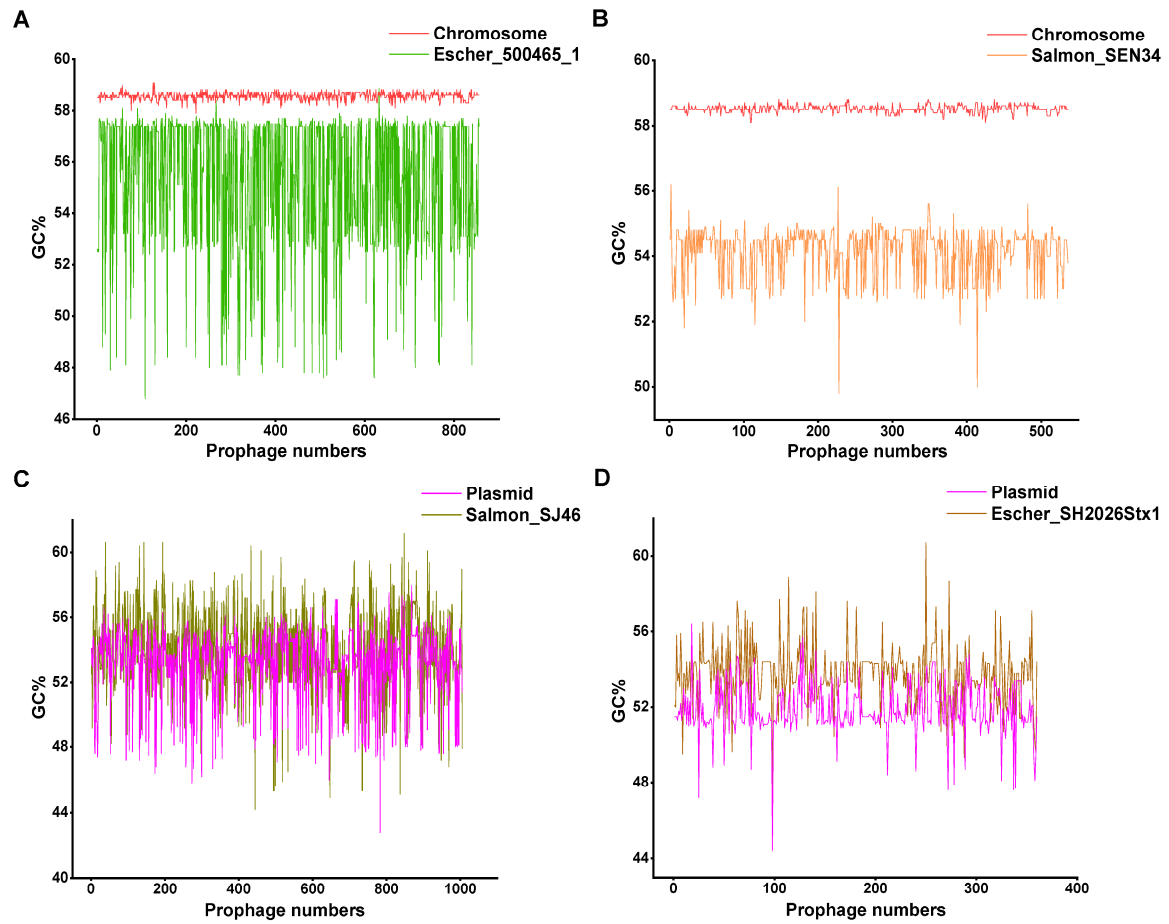 A
Chromosome
Escher_500465_1
60
58
56
54
52
50
48
46
GC%
0 200 400 600 800
Prophage numbers
B
Chromosome
Salmon_SEN34
60
58
56
54
52
50
GC%
0 100 200 300 400 500
Prophage numbers
C
Plasmid
Salmon_SJ46
60
56
52
48
44
40
GC%
0 200 400 600 800 1000
Prophage numbers
D
Plasmid
Escher_SH2026Stx1
60
56
52
48
44
GC%
0 100 200 300 400
Prophage numbers